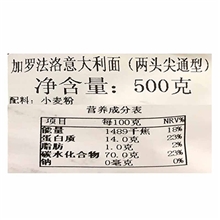 加罗法洛意大利面（两头尖通型）
净含量：500克
配料：小麦粉
营养成分表
项目 每100克 NRV%
能量 1489千焦 18%
蛋白质 14.0克 23%
脂肪 1.0克 2%
碳水化合物 70.0克 23%
钠 0毫克 0%